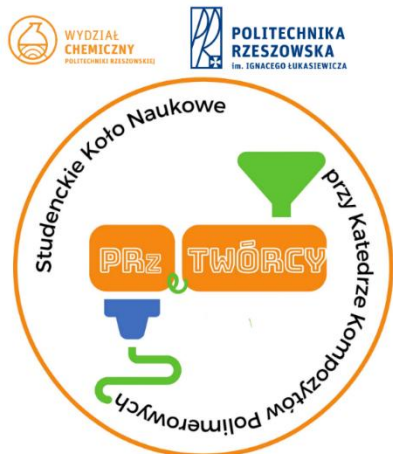 WYDZIAŁ
CHEMICZNY
POLITECHNIKI RZESZOWSKIEJ
POLITECHNIKA
RZESZOWSKA
im. IGNACEGO ŁUKASIEWICZA
Studenckie Koło Naukowe
przy Katedrze Kompozytów Polimerowych
PRz TWÓRCY